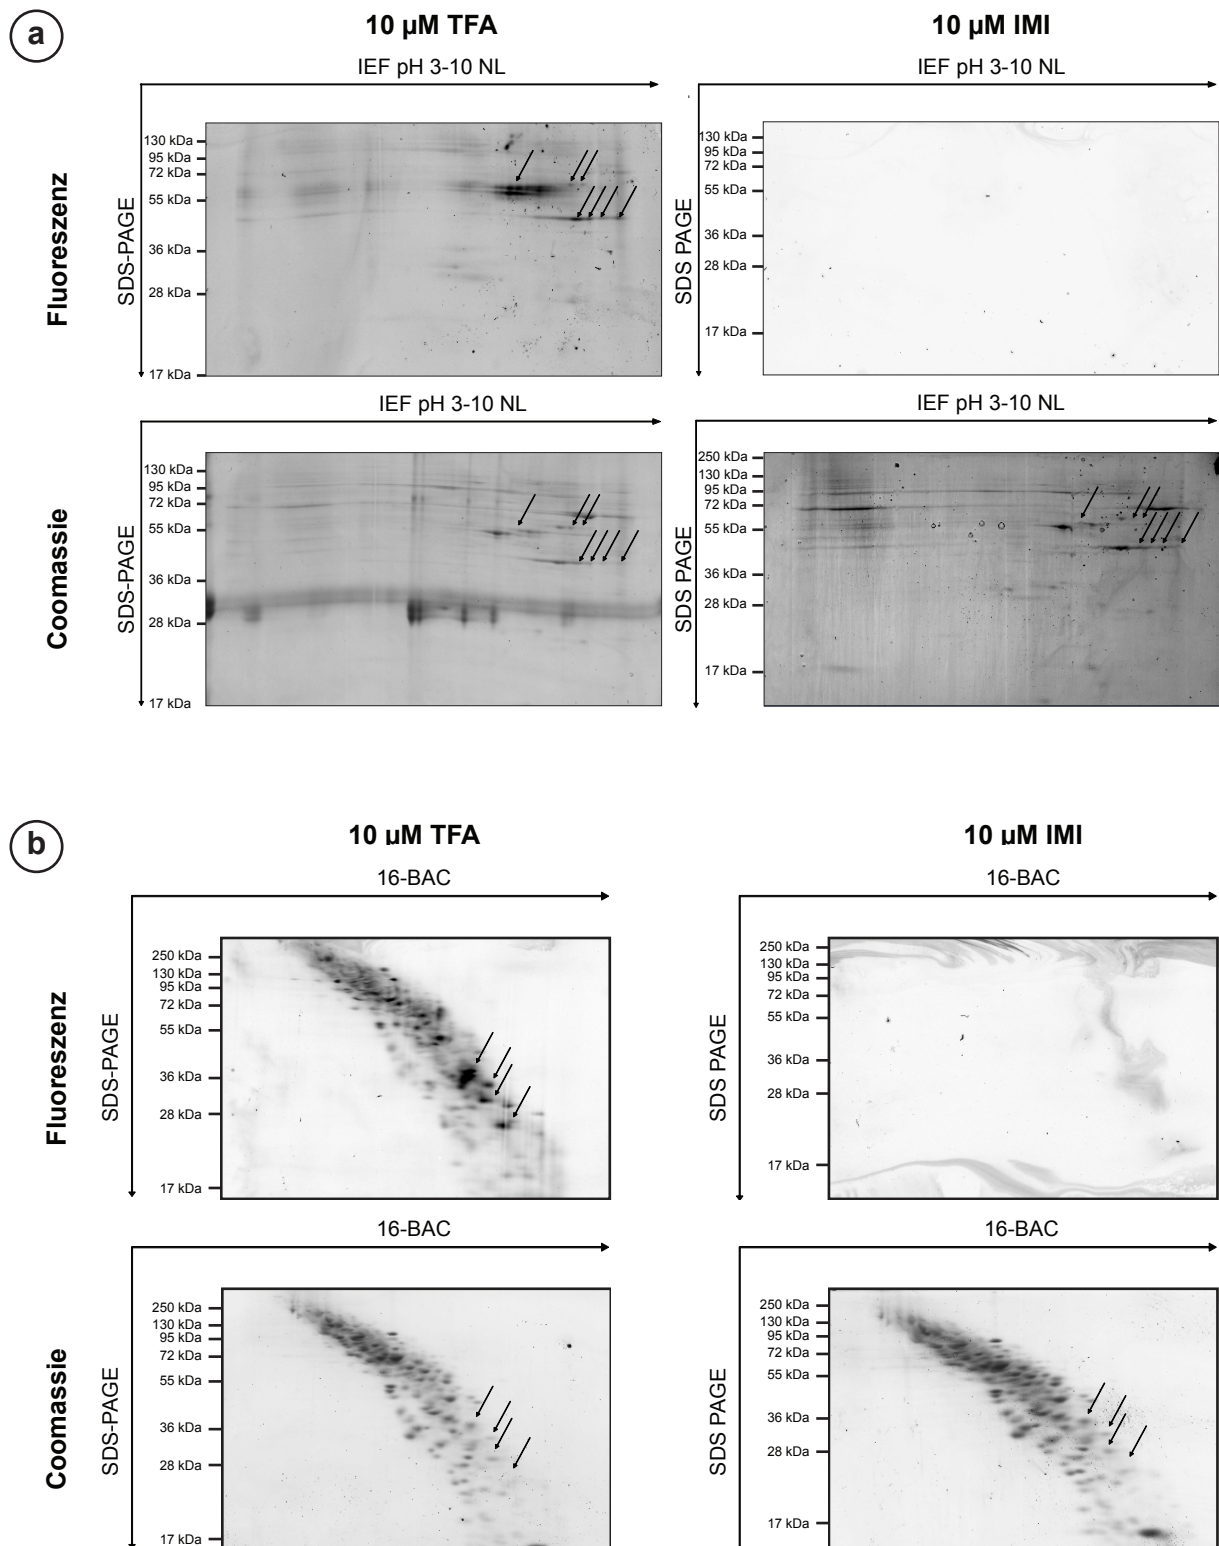 a
10 µM TFA
10 µM IMI
IEF pH 3-10 NL
IEF pH 3-10 NL
Fluoreszenz
SDS-PAGE
130 kDa
95 kDa
72 kDa
55 kDa
36 kDa
28 kDa
17 kDa
SDS PAGE
130 kDa
95 kDa
72 kDa
55 kDa
36 kDa
28 kDa
17 kDa
IEF pH 3-10 NL
IEF pH 3-10 NL
Coomassie
SDS-PAGE
130 kDa
95 kDa
72 kDa
55 kDa
36 kDa
28 kDa
17 kDa
SDS PAGE
250 kDa
130 kDa
95 kDa
72 kDa
55 kDa
36 kDa
28 kDa
17 kDa
b
10 µM TFA
10 µM IMI
16-BAC
16-BAC
Fluoreszenz
SDS-PAGE
250 kDa
130 kDa
95 kDa
72 kDa
55 kDa
36 kDa
28 kDa
17 kDa
SDS PAGE
250 kDa
130 kDa
95 kDa
72 kDa
55 kDa
36 kDa
28 kDa
17 kDa
16-BAC
16-BAC
Coomassie
SDS-PAGE
250 kDa
130 kDa
95 kDa
72 kDa
55 kDa
36 kDa
28 kDa
17 kDa
SDS PAGE
250 kDa
130 kDa
95 kDa
72 kDa
55 kDa
36 kDa
28 kDa
17 kDa